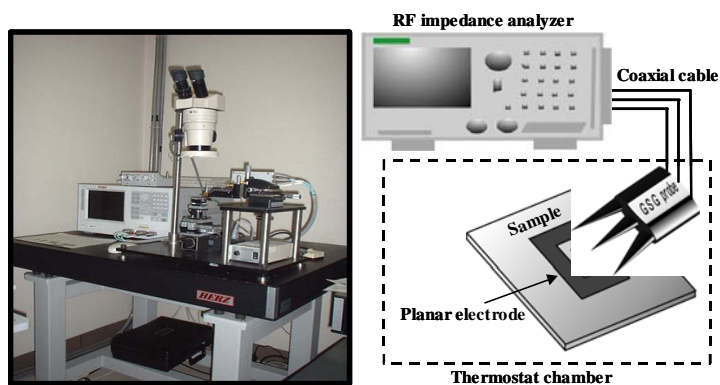 RF impedance analyzer
Coaxial cable
GSG probe
Sample
Planar electrode
Thermostat chamber
HERZ